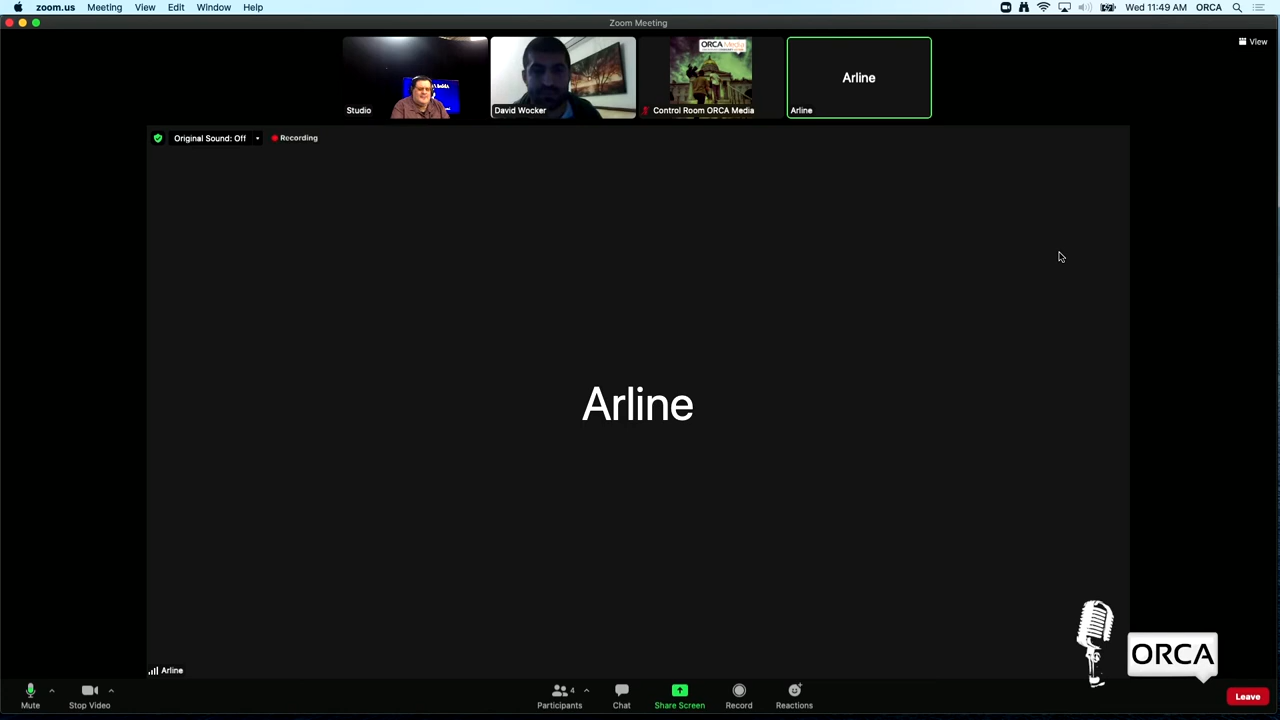 zoom.us Meeting View Edit Window Help
Wed 11:49 AM ORCA
Zoom Meeting
View
Studio
David Wocker
ORCA Media
Control Room ORCA Media
Arline
Arline
Original Sound: Off
Recording
Arline
Arline
ORCA
Mute
Stop Video
4
Participants
Chat
Share Screen
Record
Reactions
Leave